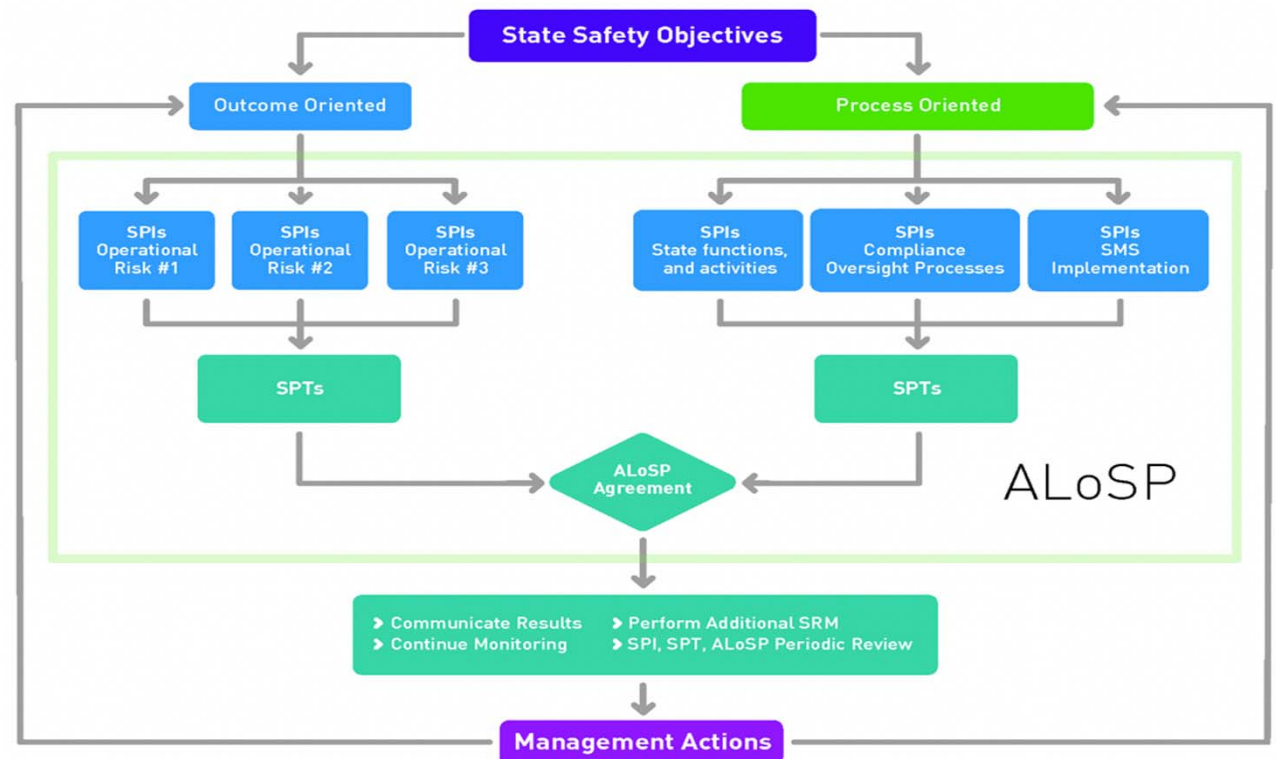 State Safety Objectives
Outcome Oriented
Process Oriented
SPIs
Operational
Risk #1
SPIs
Operational
Risk #2
SPIs
Operational
Risk #3
SPIs
State functions,
and activities
SPIs
Compliance
Oversight Processes
SPIs
SMS
Implementation
SPTs
SPTs
ALoSP
Agreement
ALoSP
> Communicate Results
> Continue Monitoring
> Perform Additional SRM
> SPI, SPT, ALoSP Periodic Review
Management Actions